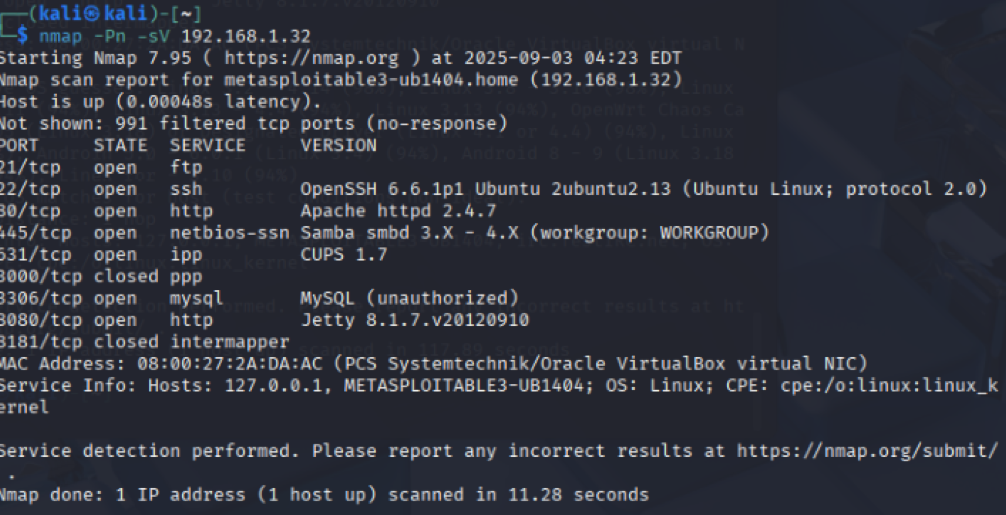 (kali㉿kali)-[~]
$ nmap -Pn -sV 192.168.1.32
Starting Nmap 7.95 ( https://nmap.org ) at 2025-09-03 04:23 EDT
Nmap scan report for metasploitable3-ub1404.home (192.168.1.32)
Host is up (0.00048s latency).
Not shown: 991 filtered tcp ports (no-response)
PORT STATE SERVICE VERSION
21/tcp open ftp
22/tcp open ssh OpenSSH 6.6.1p1 Ubuntu 2ubuntu2.13 (Ubuntu Linux; protocol 2.0)
80/tcp open http Apache httpd 2.4.7
445/tcp open netbios-ssn Samba smbd 3.X - 4.X (workgroup: WORKGROUP)
631/tcp open ipp CUPS 1.7
3000/tcp closed ppp
3306/tcp open mysql MySQL (unauthorized)
8080/tcp open http Jetty 8.1.7.v20120910
8181/tcp closed intermapper
MAC Address: 08:00:27:2A:DA:AC (PCS Systemtechnik/Oracle VirtualBox virtual NIC)
Service Info: Hosts: 127.0.0.1, METASPLOITABLE3-UB1404; OS: Linux; CPE: cpe:/o:linux:linux_k
ernel
Service detection performed. Please report any incorrect results at https://nmap.org/submit/
.
Nmap done: 1 IP address (1 host up) scanned in 11.28 seconds